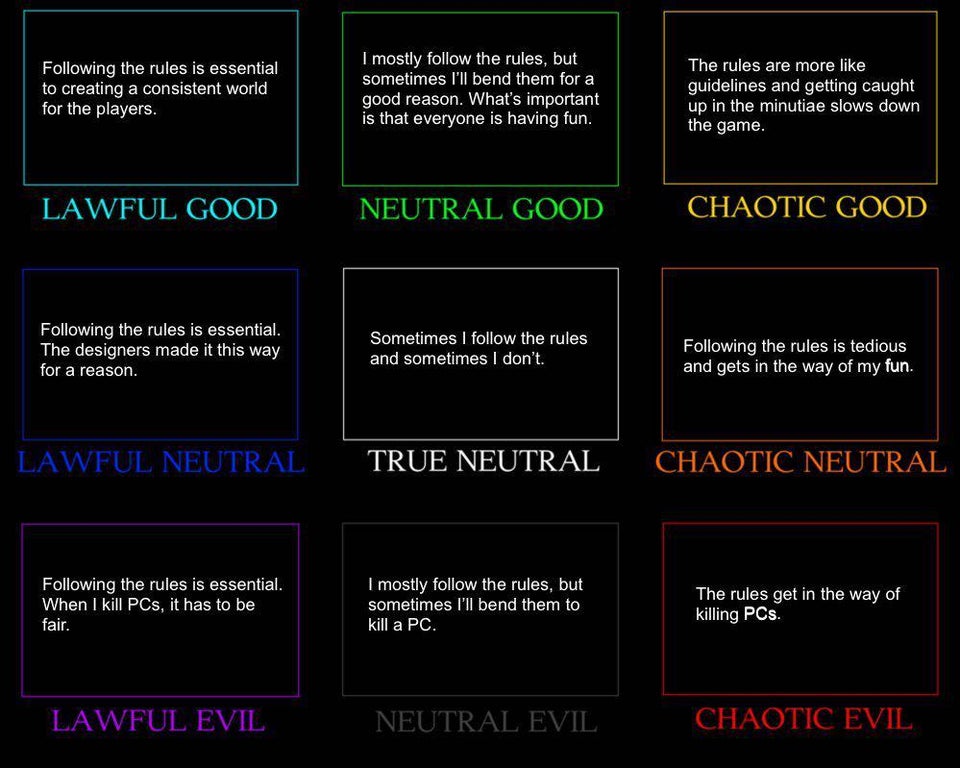 Following the rules is essential
to creating a consistent world
for the players.
LAWFUL GOOD
I mostly follow the rules, but
sometimes I'll bend them for a
good reason. What's important
is that everyone is having fun.
NEUTRAL GOOD
The rules are more like
guidelines and getting caught
up in the minutiae slows down
the game.
CHAOTIC GOOD
Following the rules is essential.
The designers made it this way
for a reason.
LAWFUL NEUTRAL
Sometimes I follow the rules
and sometimes I don't.
TRUE NEUTRAL
Following the rules is tedious
and gets in the way of my fun.
CHAOTIC NEUTRAL
Following the rules is essential.
When I kill PCs, it has to be
fair.
LAWFUL EVIL
I mostly follow the rules, but
sometimes I'll bend them to
kill a PC.
NEUTRAL EVIL
The rules get in the way of
killing PCs.
CHAOTIC EVIL